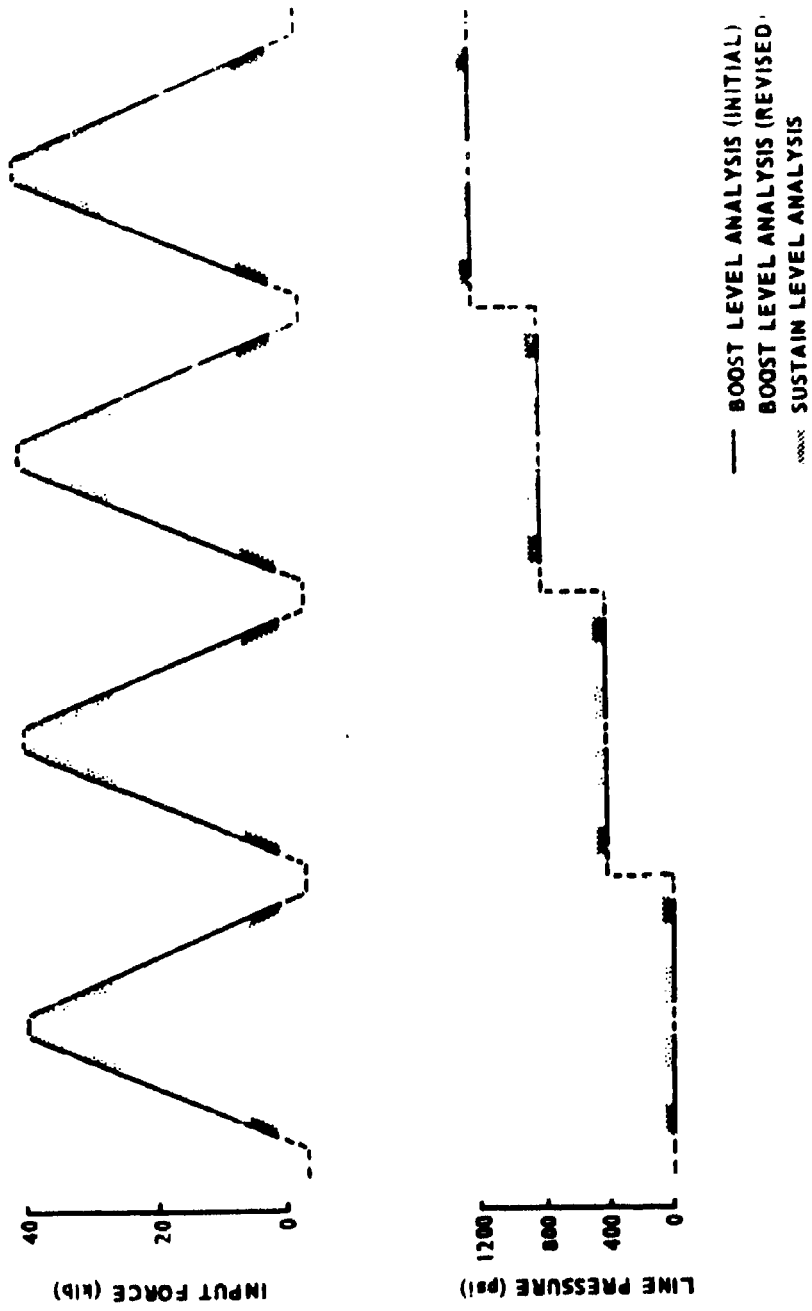 INPUT FORCE (klb)
40
20
0
LINE PRESSURE (psi)
1200
800
400
0
BOOST LEVEL ANALYSIS (INITIAL)
BOOST LEVEL ANALYSIS (REVISED)
SUSTAIN LEVEL ANALYSIS